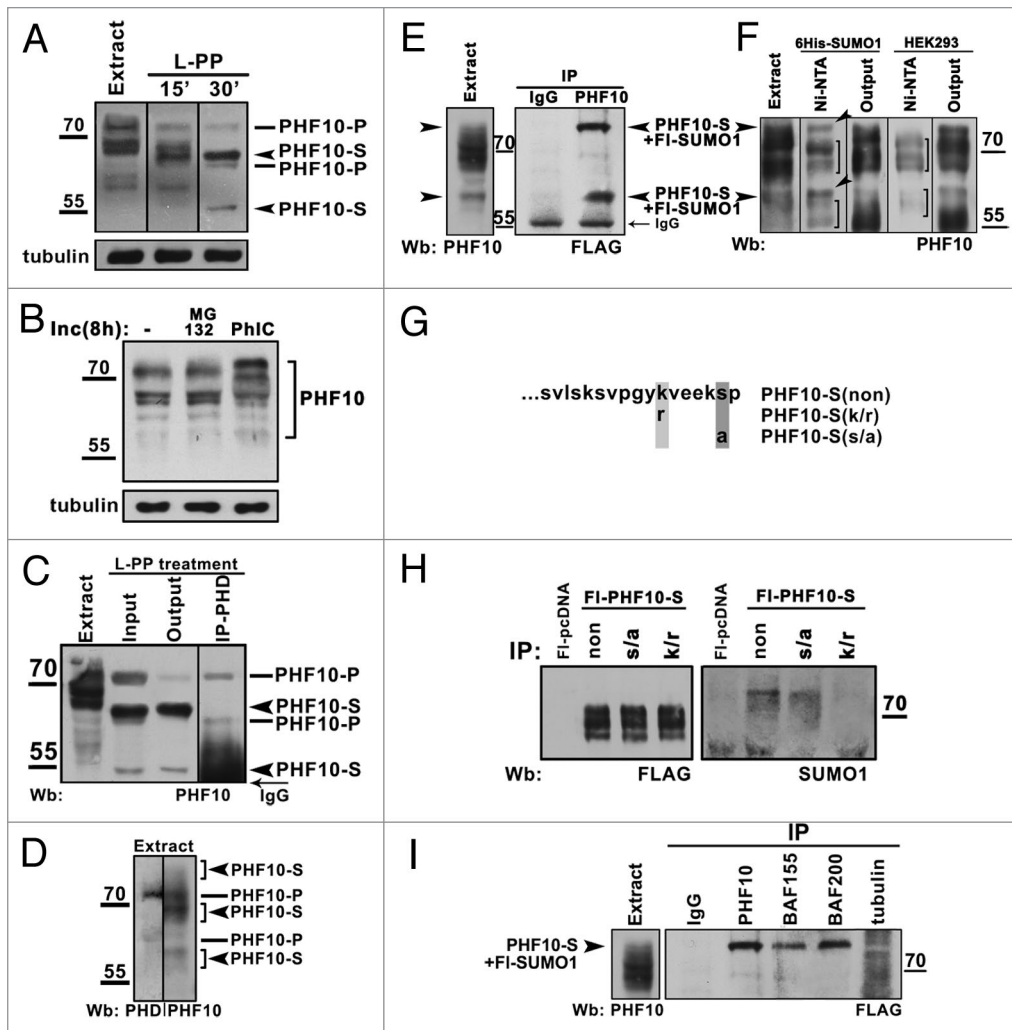 A
Extract
L-PP
15’ 30’
70
55
PHF10-P
PHF10-S
PHF10-P
PHF10-S
tubulin
B
Inc(8h): - MG 132 PhIC
70
55
PHF10
tubulin
C
L-PP treatment
Extract
Input
Output
IP-PHD
70
55
PHF10-P
PHF10-S
PHF10-P
PHF10-S
IgG
Wb: PHF10
D
Extract
70
55
PHF10-S
PHF10-P
PHF10-S
PHF10-P
PHF10-S
Wb: PHD PHF10
E
Extract
IP
IgG PHF10
70
55
PHF10-S
+Fl-SUMO1
PHF10-S
+Fl-SUMO1
IgG
Wb: PHF10 FLAG
F
6His-SUMO1 HEK293
Extract
Ni-NTA
Output
Ni-NTA
Output
70
55
Wb: PHF10
G
...svlsksvpgykveeksp PHF10-S(non)
r PHF10-S(k/r)
a PHF10-S(s/a)
H
Fl-pcDNA
Fl-PHF10-S
IP: non s/a k/r
Fl-pcDNA
Fl-PHF10-S
non s/a k/r
70
Wb: FLAG SUMO1
I
IP
Extract
IgG
PHF10
BAF155
BAF200
tubulin
PHF10-S
+Fl-SUMO1
70
Wb: PHF10 FLAG